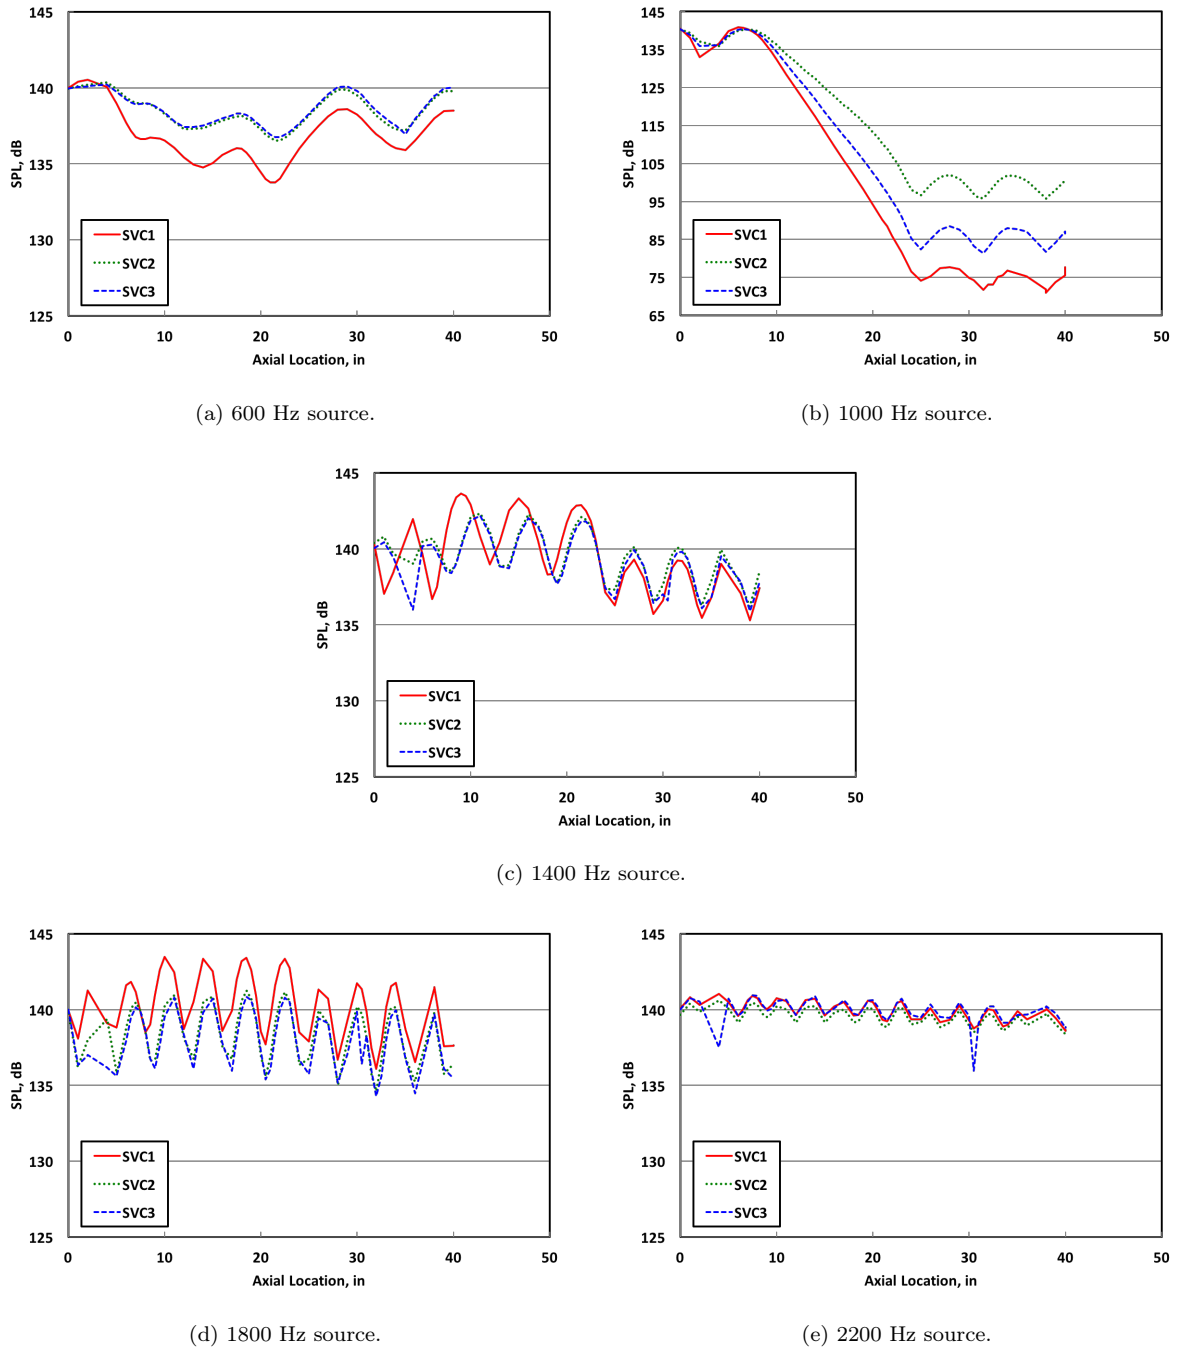 145
140
135
130
125
SPL, dB
SVC1
SVC2
SVC3
0 10 20 30 40 50
Axial Location, in
(a) 600 Hz source.
145
135
125
115
105
95
85
75
65
SPL, dB
SVC1
SVC2
SVC3
0 10 20 30 40 50
Axial Location, in
(b) 1000 Hz source.
145
140
135
130
125
SPL, dB
SVC1
SVC2
SVC3
0 10 20 30 40 50
Axial Location, in
(c) 1400 Hz source.
145
140
135
130
125
SPL, dB
SVC1
SVC2
SVC3
0 10 20 30 40 50
Axial Location, in
(d) 1800 Hz source.
145
140
135
130
125
SPL, dB
SVC1
SVC2
SVC3
0 10 20 30 40 50
Axial Location, in
(e) 2200 Hz source.